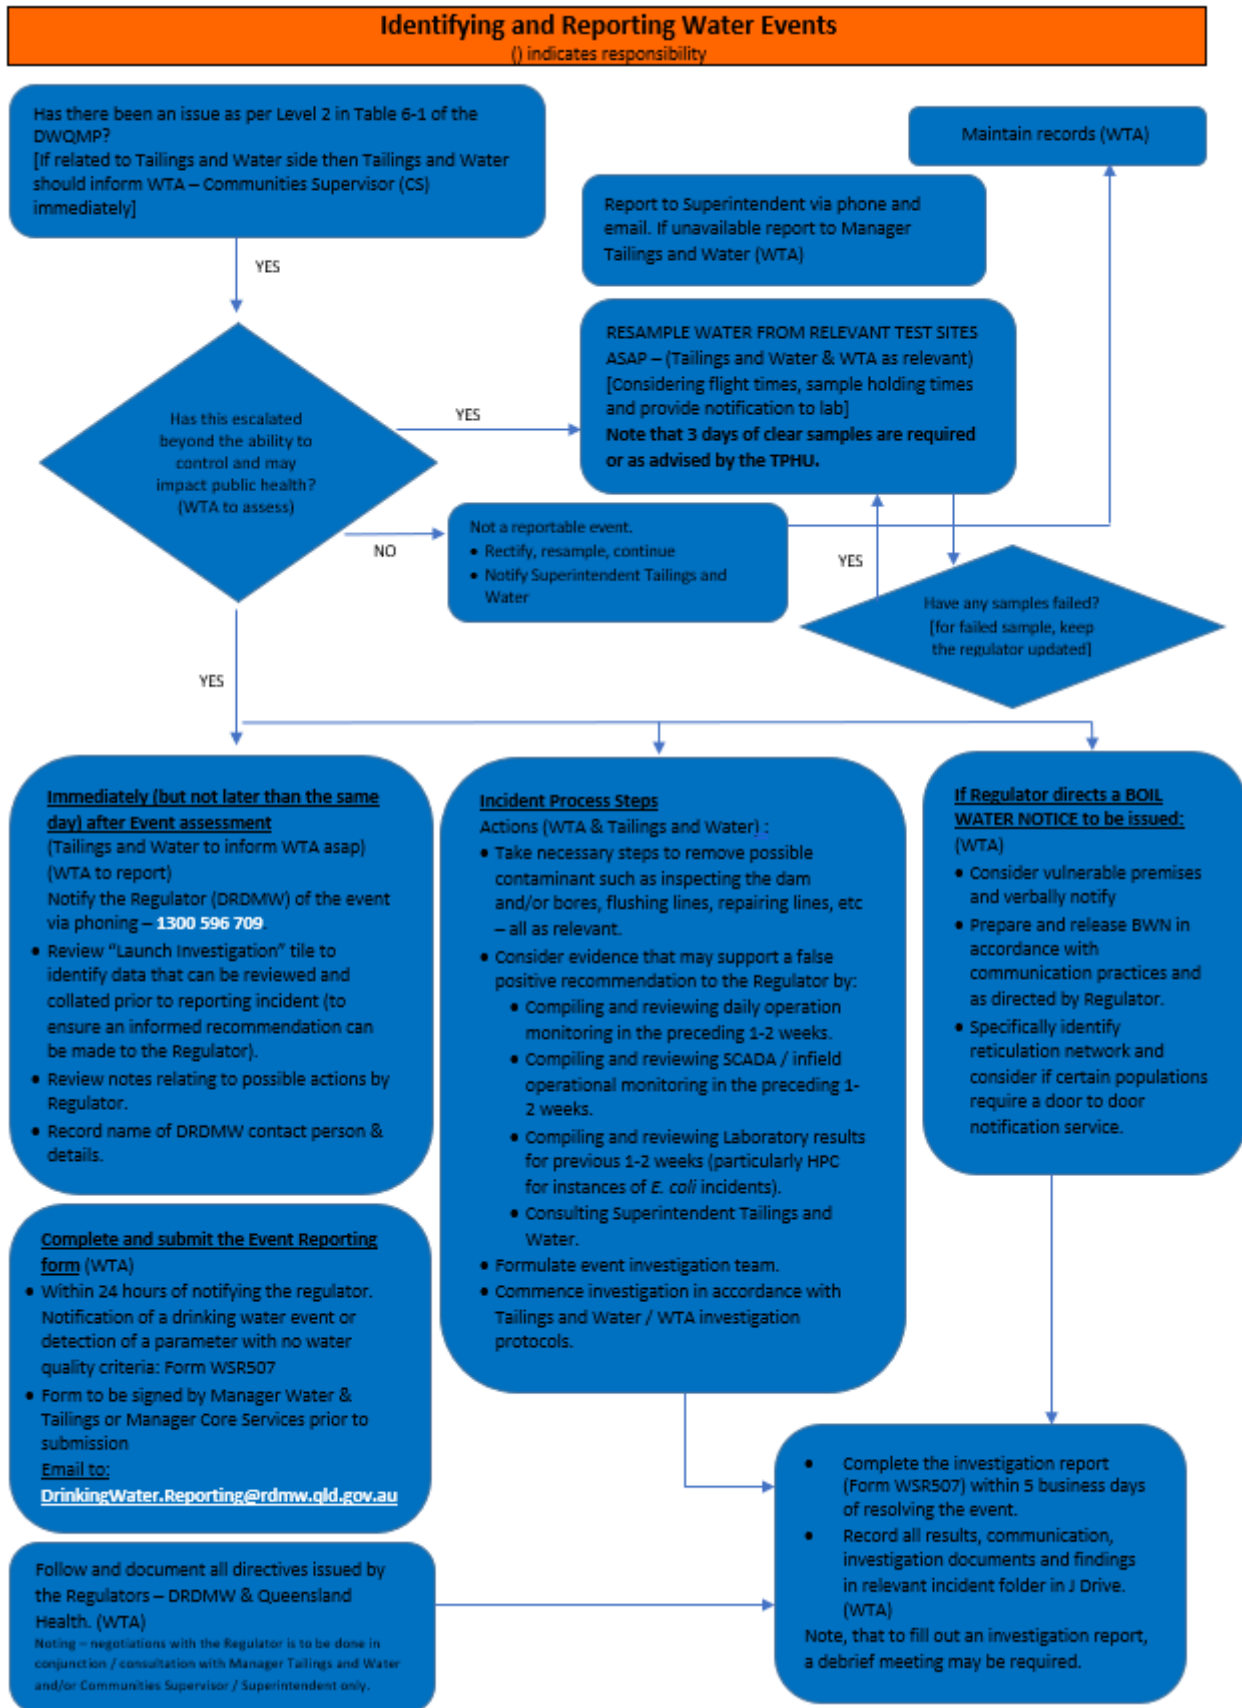 Identifying and Reporting Water Events
() indicates responsibility
Has there been an issue as per Level 2 in Table 6-1 of the
DWQMP?
[If related to Tailings and Water side then Tailings and Water
should inform WTA – Communities Supervisor (CS)
immediately]
Maintain records (WTA)
Report to Superintendent via phone and
email. If unavailable report to Manager
Tailings and Water (WTA)
YES
RESAMPLE WATER FROM RELEVANT TEST SITES
ASAP – (Tailings and Water & WTA as relevant)
[Considering flight times, sample holding times
and provide notification to lab]
Note that 3 days of clear samples are required
or as advised by the TPHU.
Has this escalated
beyond the ability to
control and may
impact public health?
(WTA to assess)
YES
NO
Not a reportable event.
• Rectify, resample, continue
• Notify Superintendent Tailings and
Water
YES
Have any samples failed?
[for failed sample, keep
the regulator updated]
YES
Immediately (but not later than the same
day) after Event assessment
(Tailings and Water to inform WTA asap)
(WTA to report)
Notify the Regulator (DRDMW) of the event
via phoning – 1300 596 709.
• Review "Launch Investigation" tile to
identify data that can be reviewed and
collated prior to reporting incident (to
ensure an informed recommendation can
be made to the Regulator).
• Review notes relating to possible actions by
Regulator.
• Record name of DRDMW contact person &
details.
Incident Process Steps
Actions (WTA & Tailings and Water) :
• Take necessary steps to remove possible
contaminant such as inspecting the dam
and/or bores, flushing lines, repairing lines, etc
– all as relevant.
• Consider evidence that may support a false
positive recommendation to the Regulator by:
• Compiling and reviewing daily operation
monitoring in the preceding 1-2 weeks.
• Compiling and reviewing SCADA / infield
operational monitoring in the preceding 1-
2 weeks.
• Compiling and reviewing Laboratory results
for previous 1-2 weeks (particularly HPC
for instances of E. coli incidents).
• Consulting Superintendent Tailings and
Water.
• Formulate event investigation team.
• Commence investigation in accordance with
Tailings and Water / WTA investigation
protocols.
If Regulator directs a BOIL
WATER NOTICE to be issued:
(WTA)
• Consider vulnerable premises
and verbally notify
• Prepare and release BWN in
accordance with
communication practices and
as directed by Regulator.
• Specifically identify
reticulation network and
consider if certain populations
require a door to door
notification service.
Complete and submit the Event Reporting
form (WTA)
• Within 24 hours of notifying the regulator.
Notification of a drinking water event or
detection of a parameter with no water
quality criteria: Form WSR507
• Form to be signed by Manager Water &
Tailings or Manager Core Services prior to
submission
Email to:
DrinkingWater.Reporting@rdmw.qld.gov.au
Follow and document all directives issued by
the Regulators – DRDMW & Queensland
Health. (WTA)
Noting – negotiations with the Regulator is to be done in
conjunction / consultation with Manager Tailings and Water
and/or Communities Supervisor / Superintendent only.
• Complete the investigation report
(Form WSR507) within 5 business days
of resolving the event.
• Record all results, communication,
investigation documents and findings
in relevant incident folder in J Drive.
(WTA)
Note, that to fill out an investigation report,
a debrief meeting may be required.